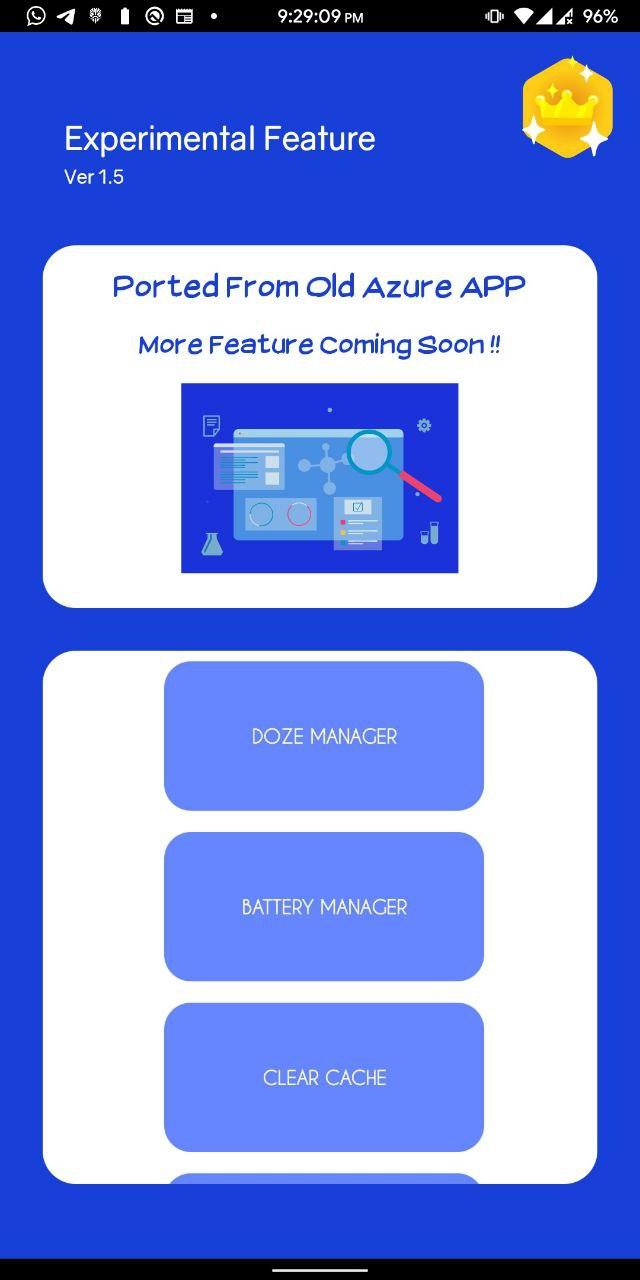 9:29:09 PM
96%
Experimental Feature
Ver 1.5
Ported From Old Azure APP
More Feature Coming Soon !!
DOZE MANAGER
BATTERY MANAGER
CLEAR CACHE